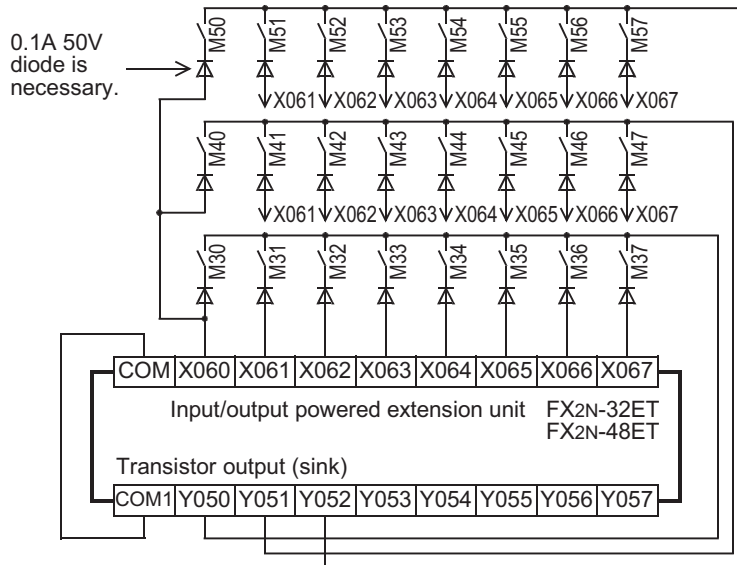 M50 M51 M52 M53 M54 M55 M56 M57
0.1A 50V
diode is
necessary.
X061 X062 X063 X064 X065 X066 X067
M40 M41 M42 M43 M44 M45 M46 M47
X061 X062 X063 X064 X065 X066 X067
M30 M31 M32 M33 M34 M35 M36 M37
COM X060 X061 X062 X063 X064 X065 X066 X067
Input/output powered extension unit FX2N-32ET
FX2N-48ET
Transistor output (sink)
COM1 Y050 Y051 Y052 Y053 Y054 Y055 Y056 Y057